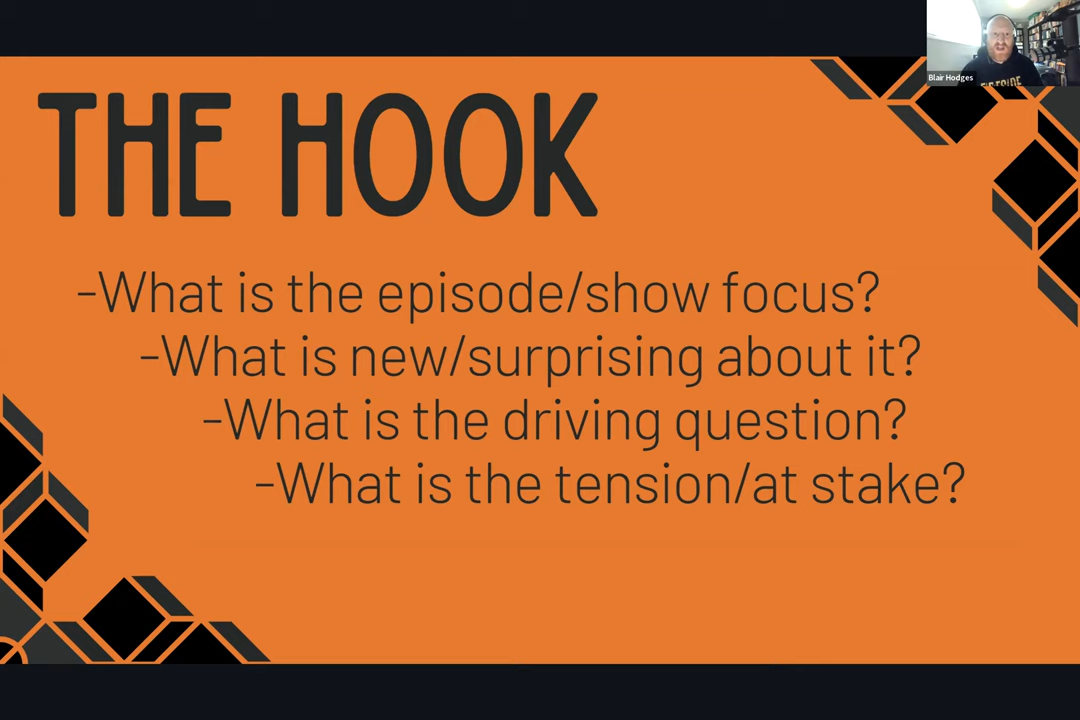 Blair Hodges
THE HOOK
-What is the episode/show focus?
-What is new/surprising about it?
-What is the driving question?
-What is the tension/at stake?